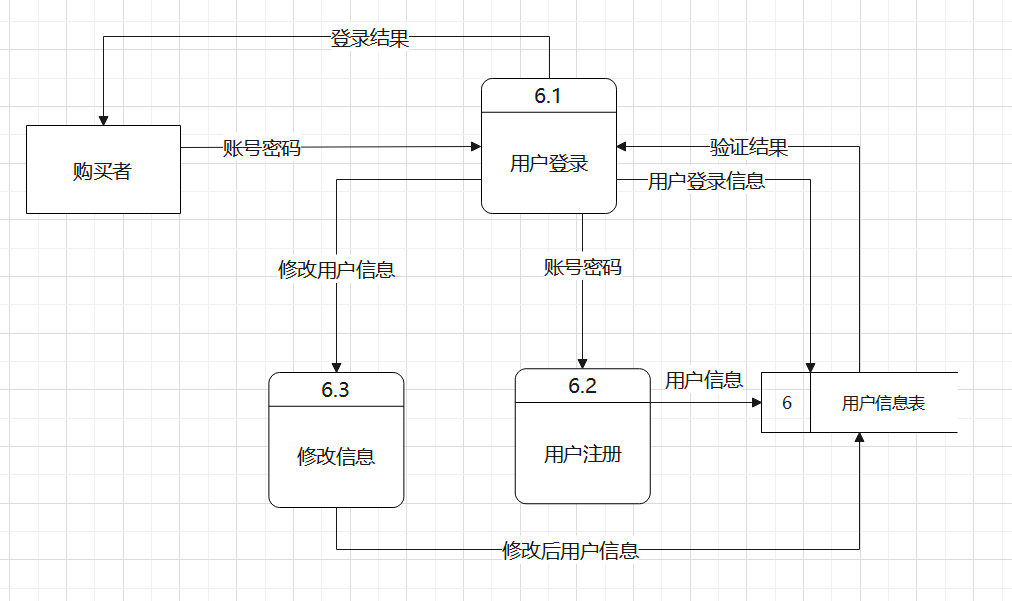 登录结果
6.1
购买者
账号密码
用户登录
验证结果
用户登录信息
修改用户信息
账号密码
6.3
修改信息
6.2
用户注册
用户信息
6
用户信息表
修改后用户信息